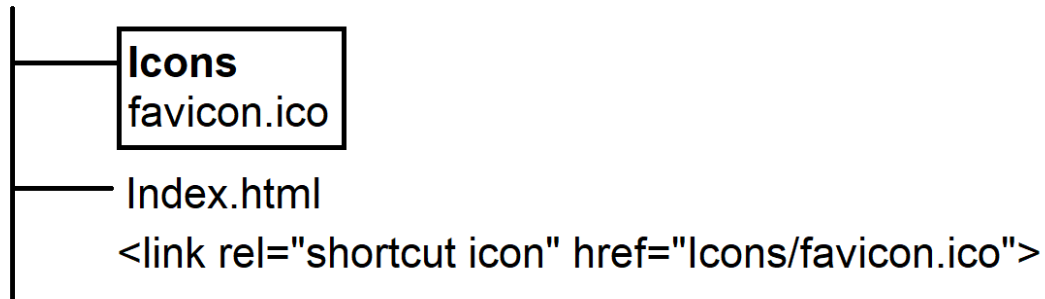 Icons
favicon.ico
Index.html
<link rel="shortcut icon" href="Icons/favicon.ico">